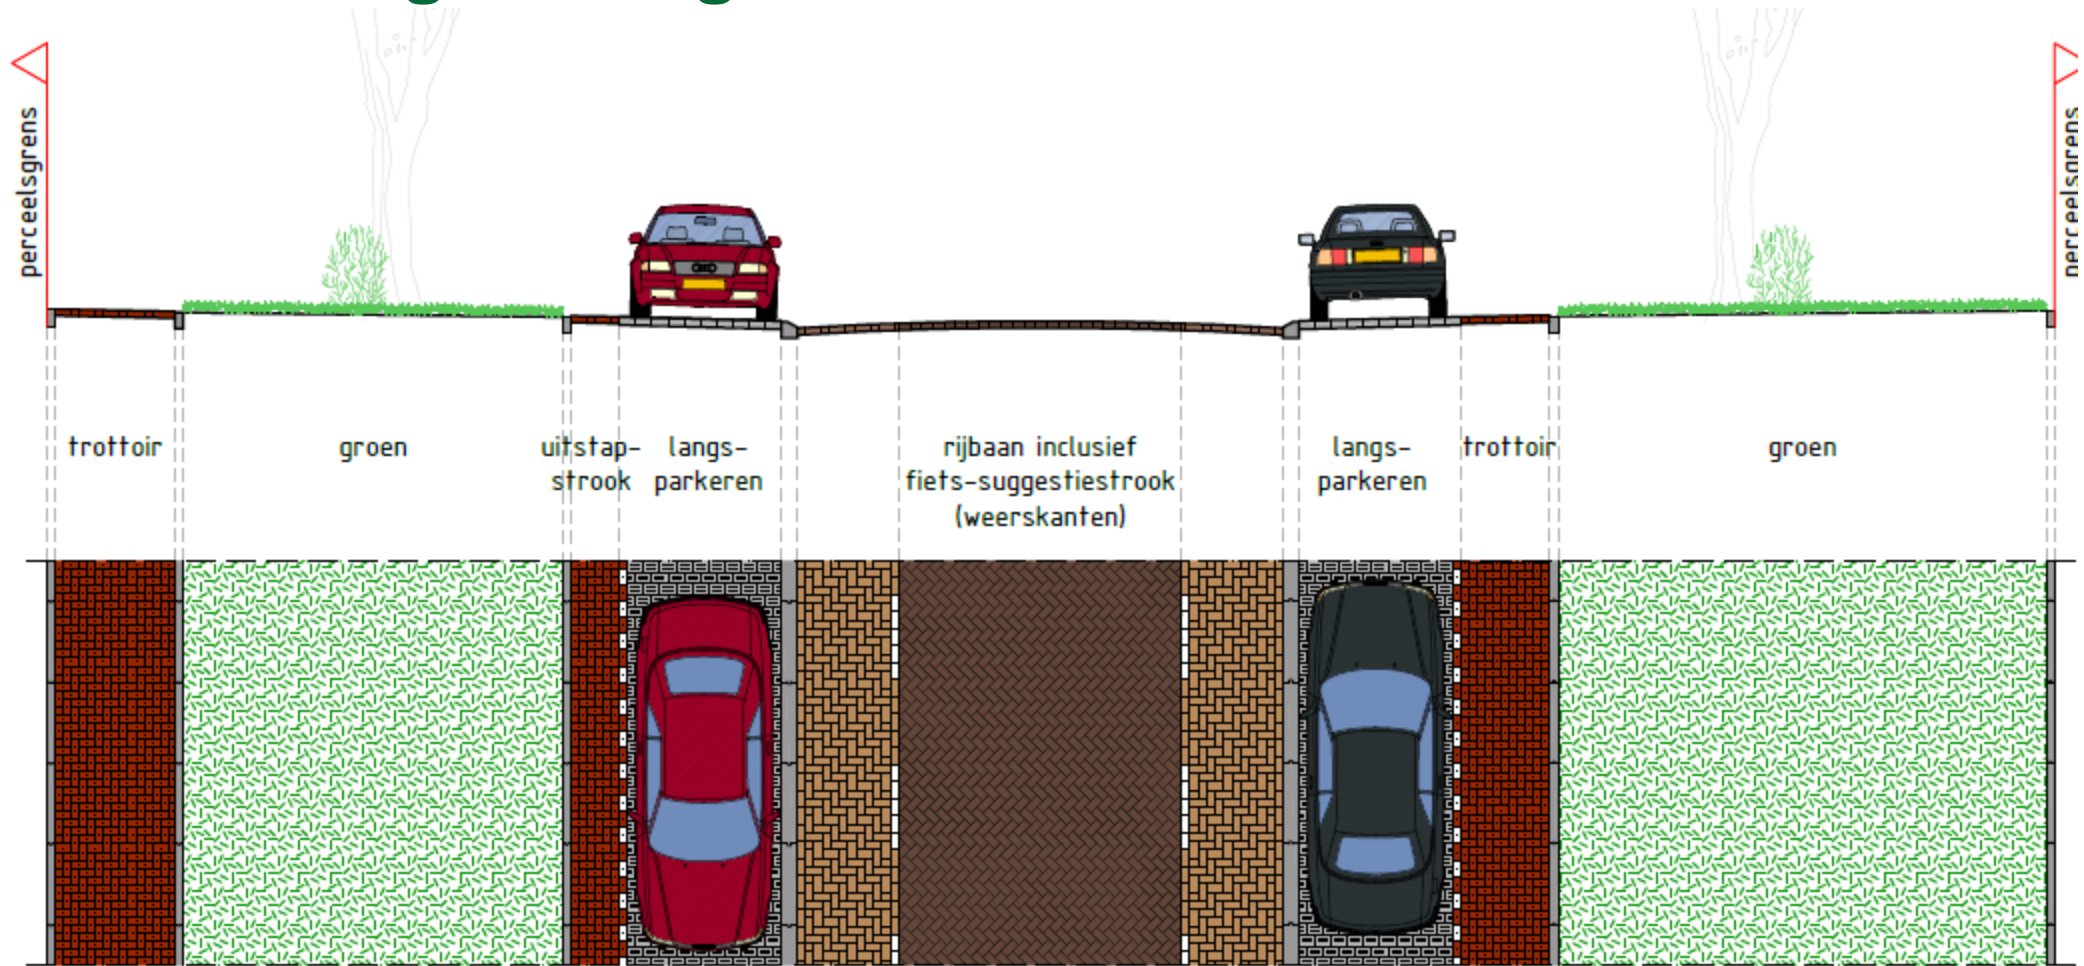 perceelsgrens
perceelsgrens
trottoir
groen
uitstap-
strook
langs-
parkeren
rijbaan inclusief
fiets-suggestiestrook
(weerskanten)
langs-
parkeren
trottoir
groen